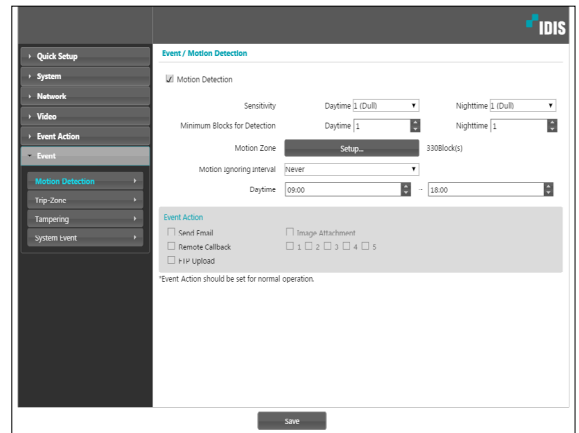 IDIS
Quick Setup
System
Network
Video
Event Action
Event
Motion Detection
Trip-Zone
Tampering
System Event
Event / Motion Detection
Motion Detection
Sensitivity Daytime 1 (Dull) Nighttime 1 (Dull)
Minimum Blocks for Detection Daytime 1 Nighttime 1
Motion Zone Setup... 330Block(s)
Motion Ignoring Interval Never
Daytime 09:00 ~ 18:00
Event Action
Send Email Image Attachment
Remote Callback 1 2 3 4 5
FTP Upload
*Event Action should be set for normal operation.
Save